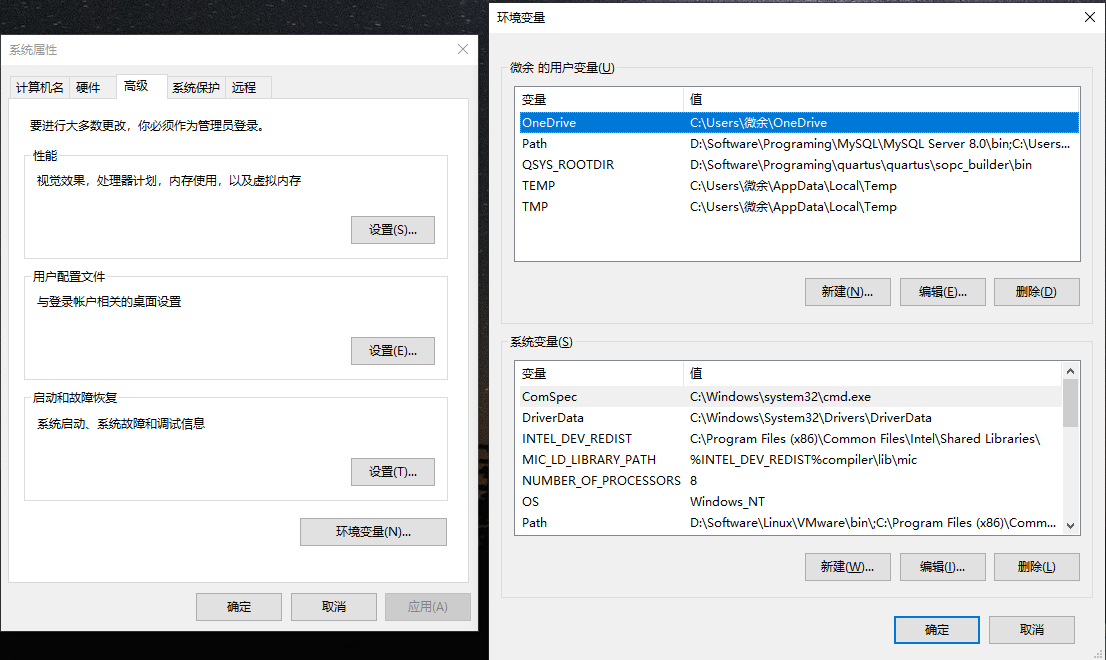 系统属性
计算机名 硬件 高级 系统保护 远程
要进行大多数更改，你必须作为管理员登录。
性能
视觉效果，处理器计划，内存使用，以及虚拟内存
设置(S)...
用户配置文件
与登录帐户相关的桌面设置
设置(E)...
启动和故障恢复
系统启动、系统故障和调试信息
设置(T)...
环境变量(N)...
确定 取消 应用(A)
环境变量
微余 的用户变量(U)
变量 值
OneDrive C:\Users\微余\OneDrive
Path D:\Software\Programing\MySQL\MySQL Server 8.0\bin;C:\Users...
QSYS_ROOTDIR D:\Software\Programing\quartus\quartus\sopc_builder\bin
TEMP C:\Users\微余\AppData\Local\Temp
TMP C:\Users\微余\AppData\Local\Temp
新建(N)... 编辑(E)... 删除(D)
系统变量(S)
变量 值
ComSpec C:\Windows\system32\cmd.exe
DriverData C:\Windows\System32\Drivers\DriverData
INTEL_DEV_REDIST C:\Program Files (x86)\Common Files\Intel\Shared Libraries\
MIC_LD_LIBRARY_PATH %INTEL_DEV_REDIST%compiler\lib\mic
NUMBER_OF_PROCESSORS 8
OS Windows_NT
Path D:\Software\Linux\VMware\bin\;C:\Program Files (x86)\Comm...
新建(W)... 编辑(I)... 删除(L)
确定 取消